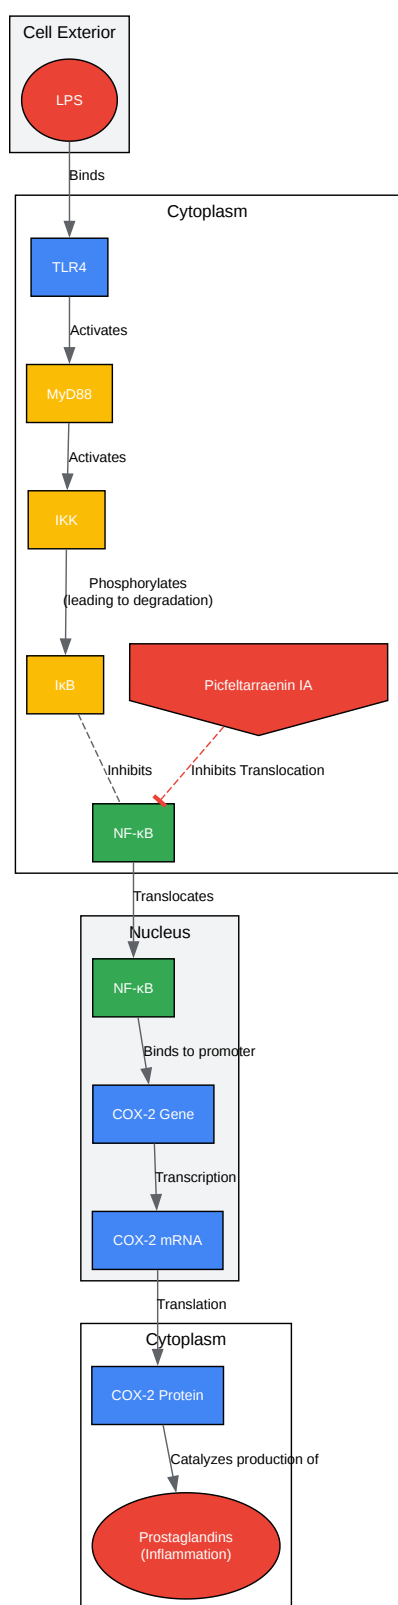 Cell Exterior
LPS
Binds
Cytoplasm
TLR4
Activates
MyD88
Activates
IKK
Phosphorylates
(leading to degradation)
IκB
Picfeltarraenin IA
Inhibits
Inhibits Translocation
NF-κB
Translocates
Nucleus
NF-κB
Binds to promoter
COX-2 Gene
Transcription
COX-2 mRNA
Translation
Cytoplasm
COX-2 Protein
Catalyzes production of
Prostaglandins
(Inflammation)